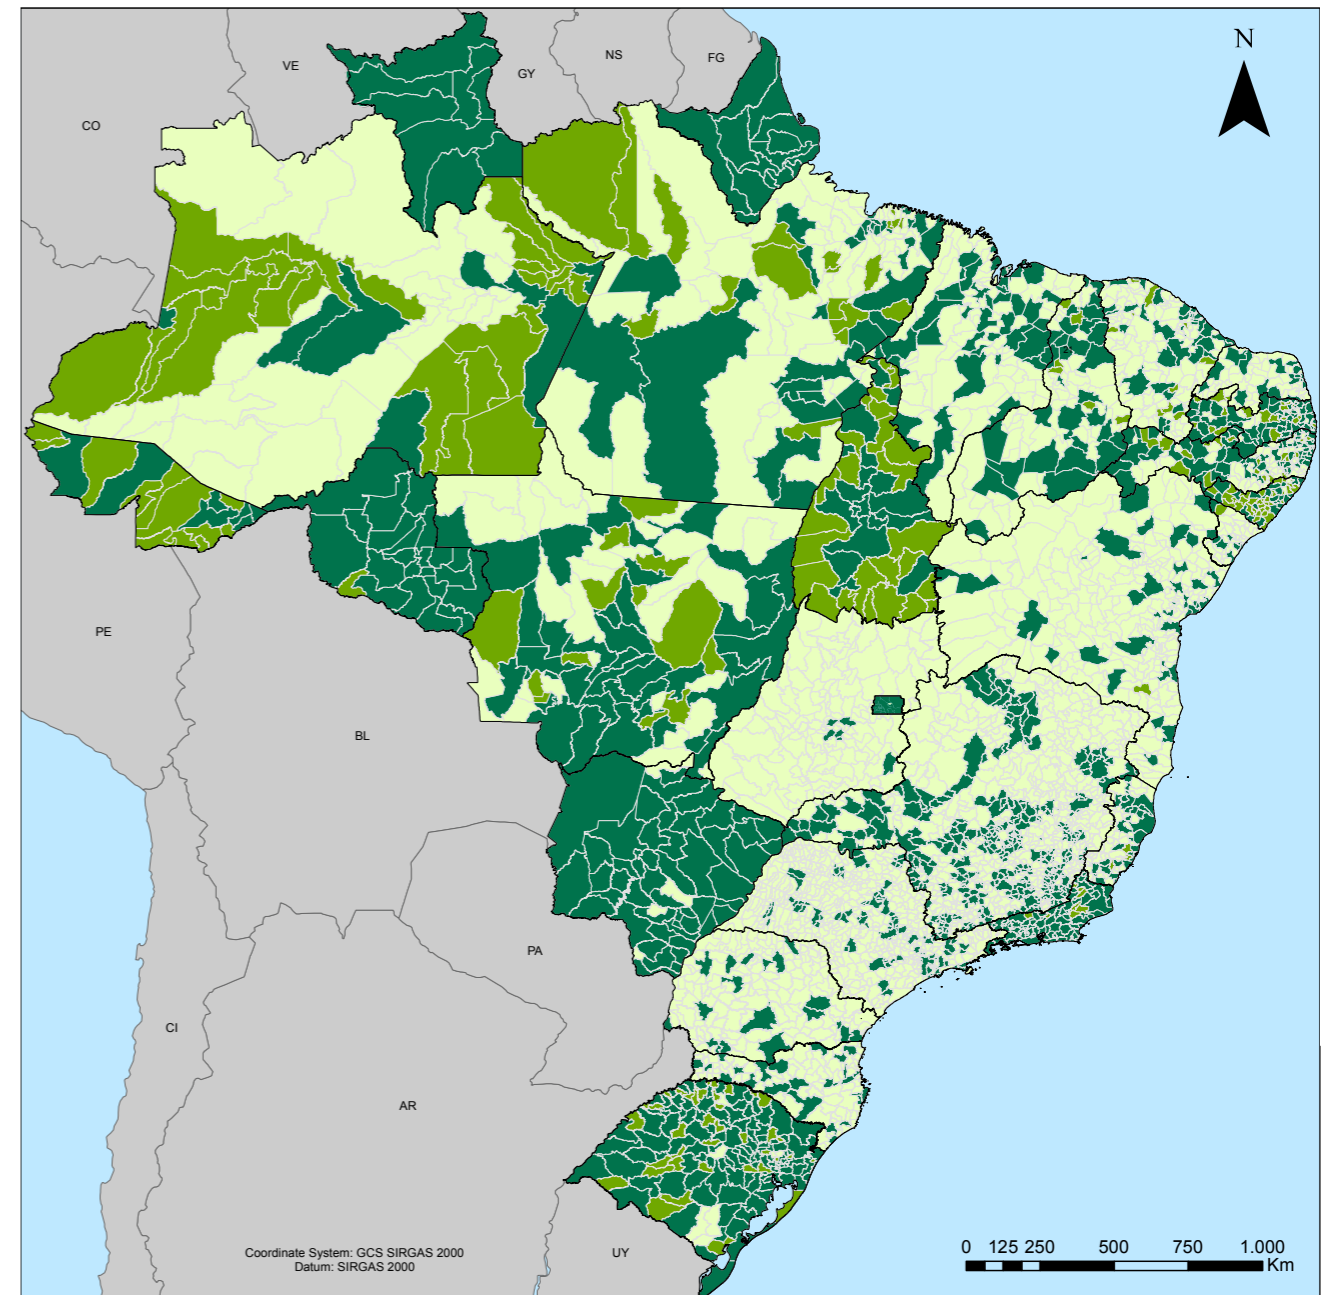 N
VE
GY
NS
FG
CO
PE
BL
PA
CI
AR
UY
Coordinate System: GCS SIRGAS 2000
Datum: SIRGAS 2000
0 125 250 500 750 1.000
Km